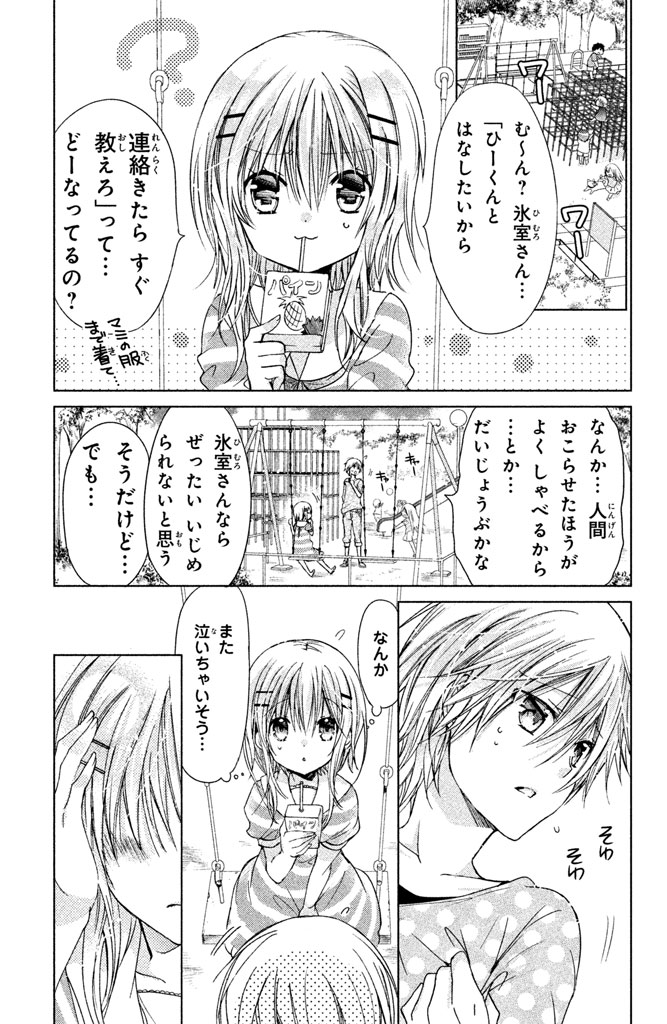 ワー
ワー
む～ん？ 氷室さん…
「ひーくんと
はなしたいから
連絡きたら すぐ
教えろ」って…
どーなってるの？
パイン
マミの服
まで着て…
なんか… 人間
おこらせたほうが
よく しゃべるから
…とか…
だいじょうぶかな
キャー
キャー
氷室さんなら
ぜったい いじめ
られないと思う
そうだけど…
でも…
そわ
そわ
なんか
また
泣いちゃいそう…
パイン